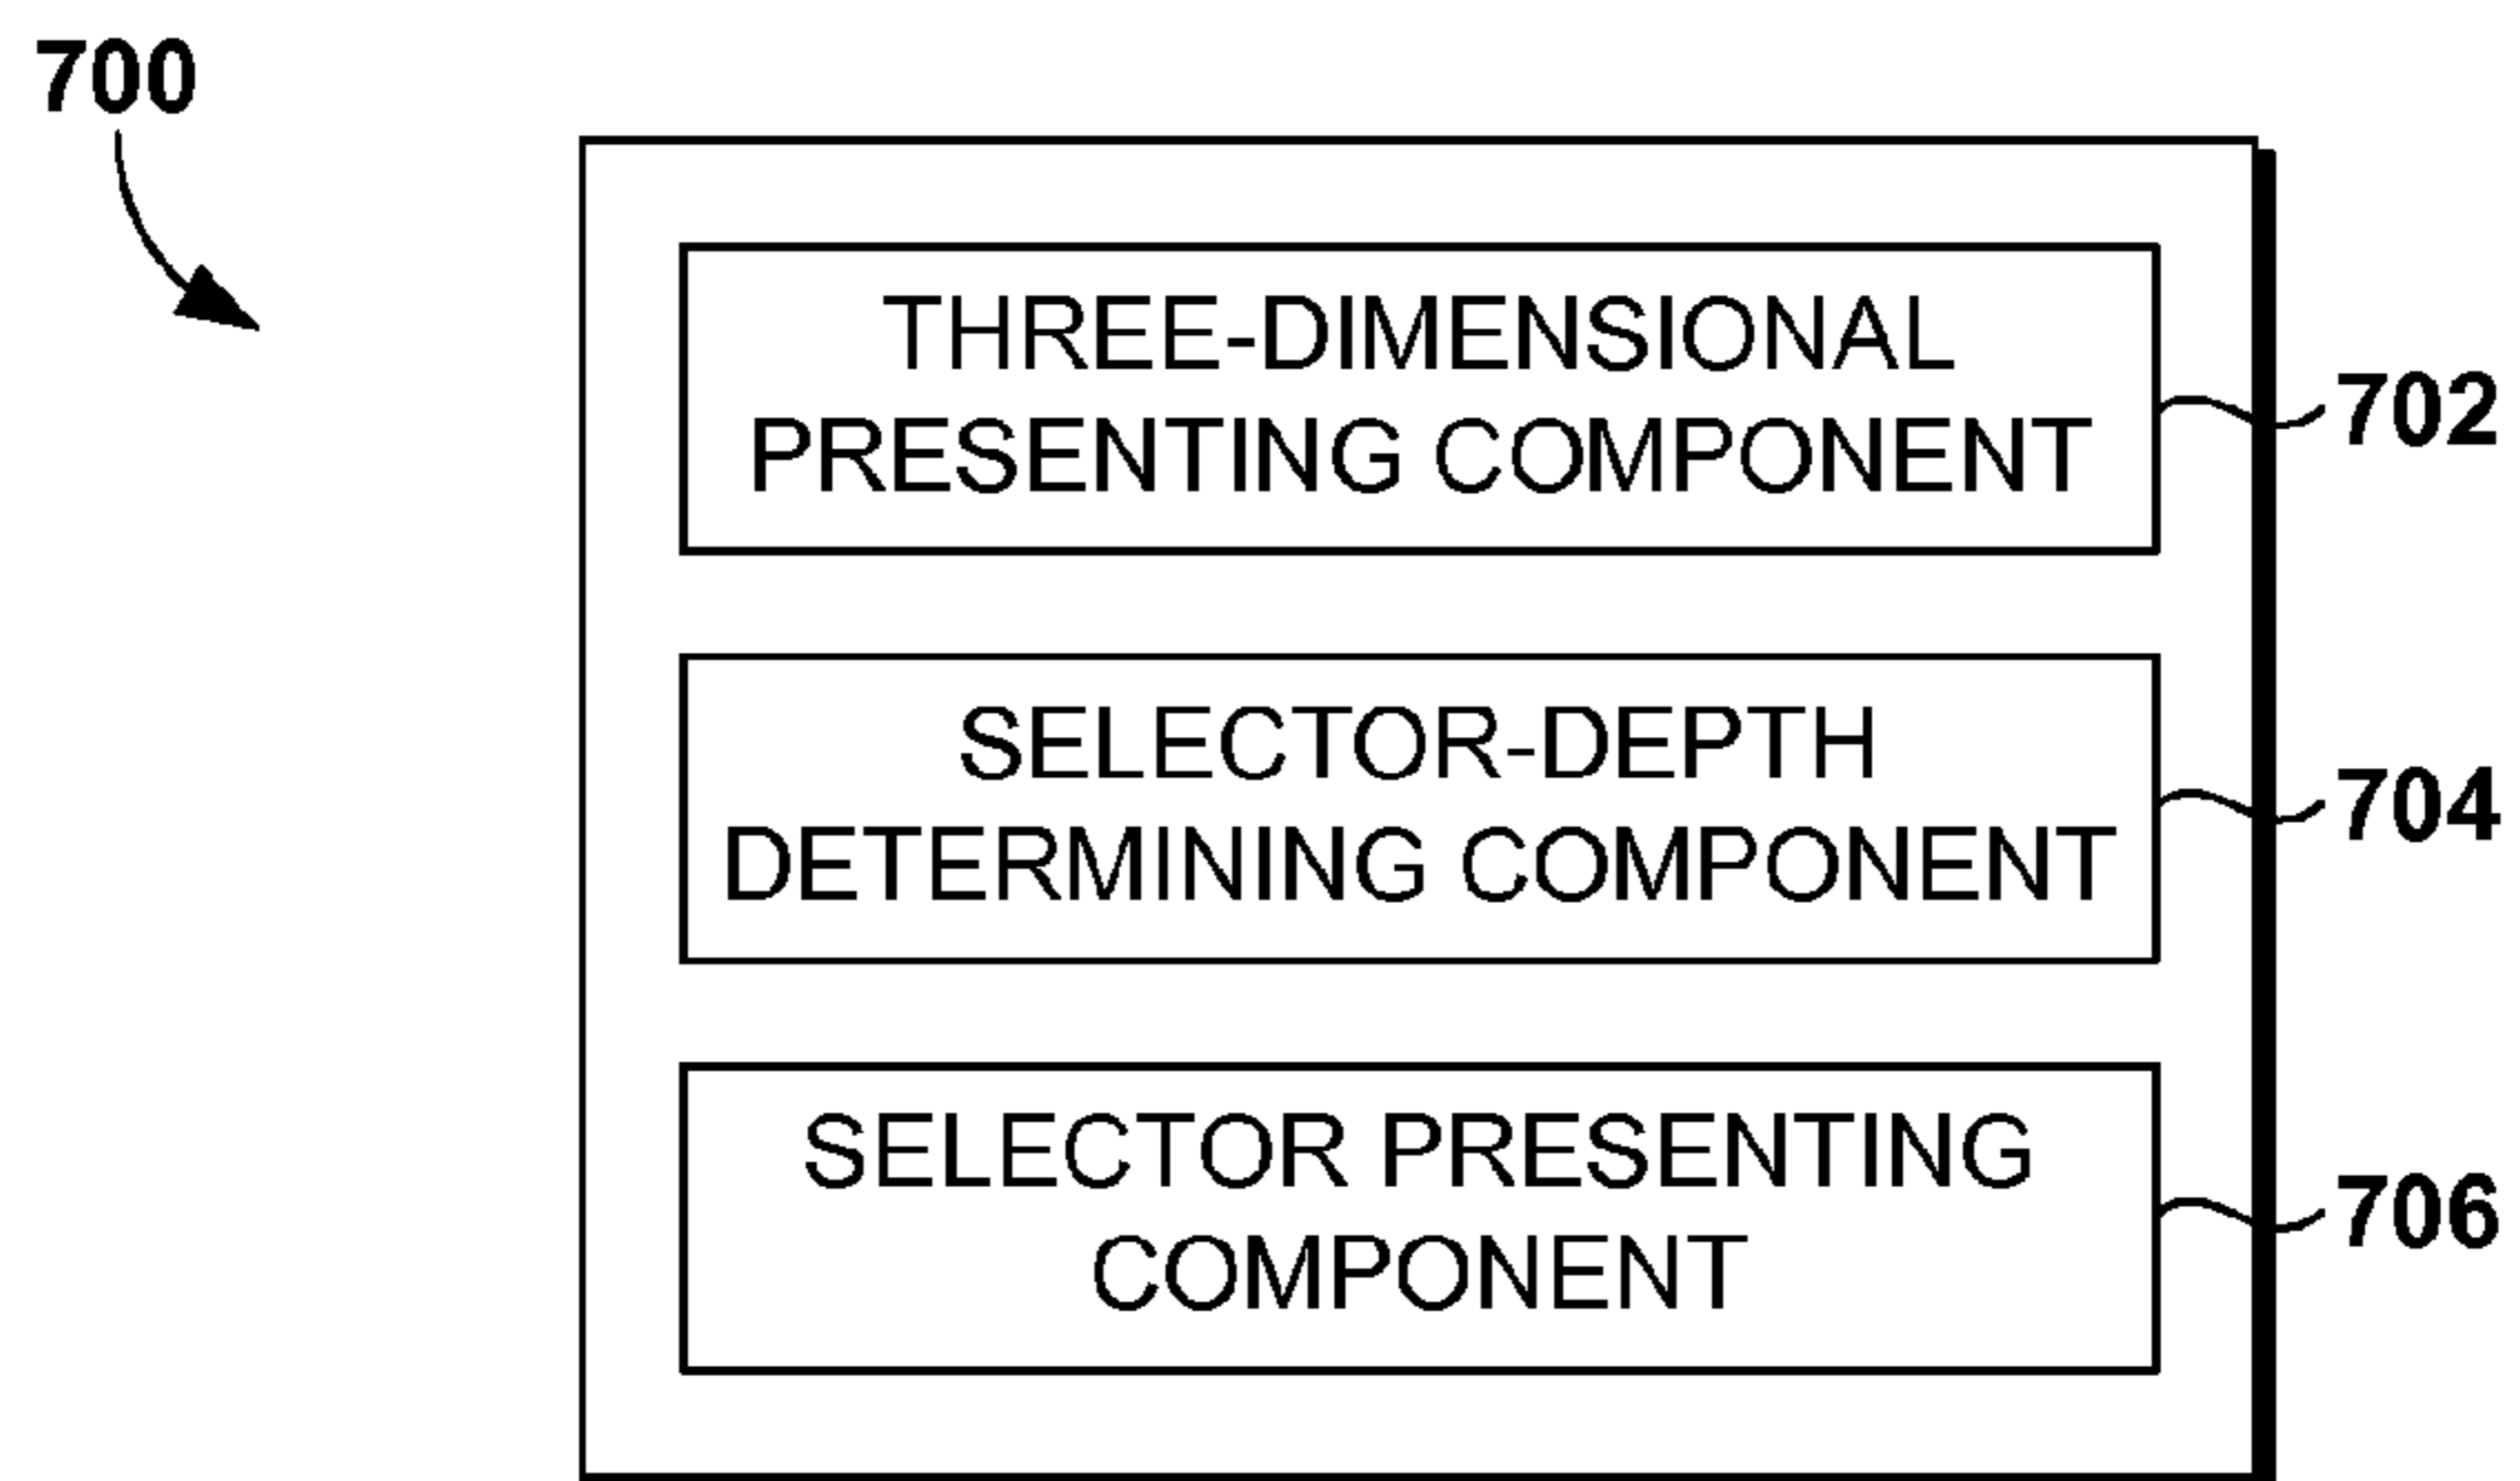 700
THREE-DIMENSIONAL
PRESENTING COMPONENT
702
SELECTOR-DEPTH
DETERMINING COMPONENT
704
SELECTOR PRESENTING
COMPONENT
706